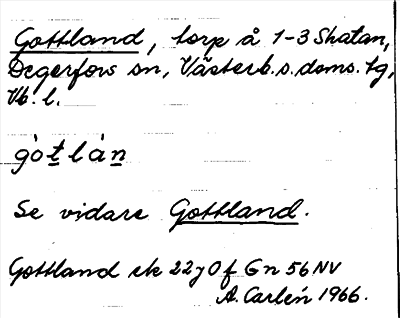 Gottland, torp å 1-3 Skatan,
Degerfors sn, Västerb.s.doms. tg,
Vb. l.
gòtlàn
Se vidare Gottland.
Gottland ek 22 j 0 f Gn 56 NV
A. Carlén 1966.